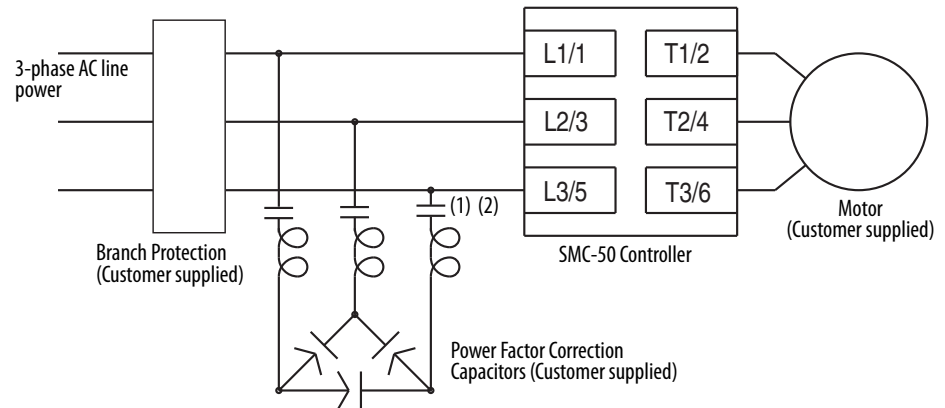 3-phase AC line
power
L1/1
T1/2
L2/3
T2/4
L3/5
T3/6
(1) (2)
Branch Protection
(Customer supplied)
SMC-50 Controller
Motor
(Customer supplied)
Power Factor Correction
Capacitors (Customer supplied)